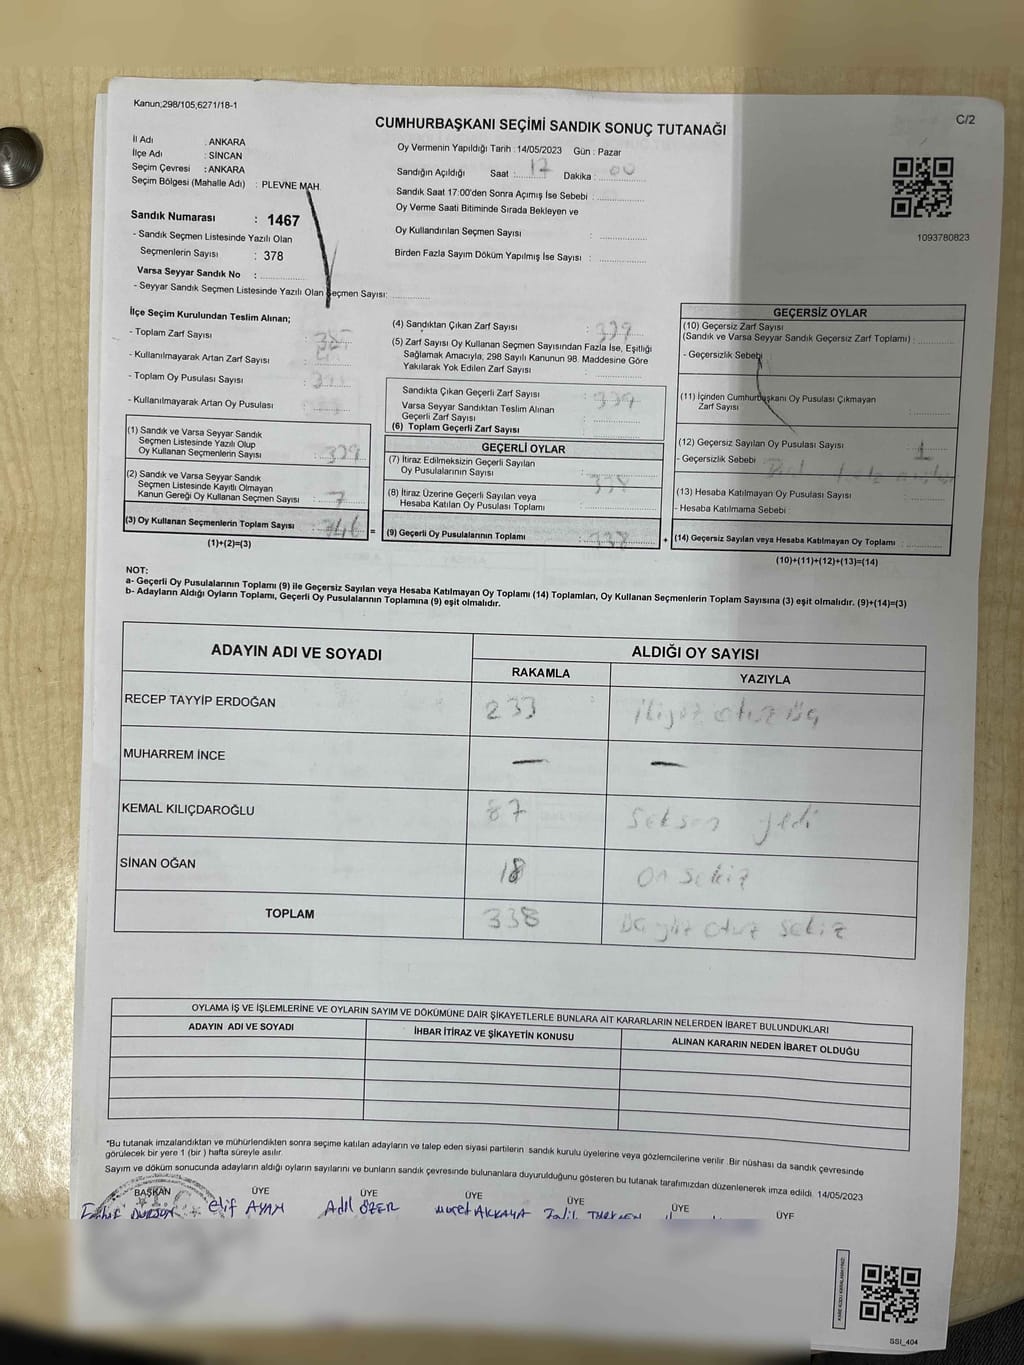 Kanun;298/105,6271/18-1
C/2
CUMHURBAŞKANI SEÇİMİ SANDIK SONUÇ TUTANAĞI
İl Adı : ANKARA
İlçe Adı : SİNCAN
Seçim Çevresi : ANKARA
Seçim Bölgesi (Mahalle Adı) : PLEVNE MAH.
Sandık Numarası : 1467
- Sandık Seçmen Listesinde Yazılı Olan
Seçmenlerin Sayısı : 378
Varsa Seyyar Sandık No :
- Seyyar Sandık Seçmen Listesinde Yazılı Olan Seçmen Sayısı:
Oy Vermenin Yapıldığı Tarih : 14/05/2023 Gün : Pazar
Sandığın Açıldığı Saat : 17 Dakika : 00
Sandık Saat 17:00'den Sonra Açımış İse Sebebi :
Oy Verme Saati Bitiminde Sırada Bekleyen ve
Oy Kullandırılan Seçmen Sayısı :
Birden Fazla Sayım Döküm Yapılmış İse Sayısı :
1093780823
İlçe Seçim Kurulundan Teslim Alınan;
- Toplam Zarf Sayısı :
- Kullanılmayarak Artan Zarf Sayısı :
- Toplam Oy Pusulası Sayısı :
- Kullanılmayarak Artan Oy Pusulası
(1) Sandık ve Varsa Seyyar Sandık
Seçmen Listesinde Yazılı Olup
Oy Kullanan Seçmenlerin Sayısı : 339
(2) Sandık ve Varsa Seyyar Sandık
Seçmen Listesinde Kayıtlı Olmayan
Kanun Gereği Oy Kullanan Seçmen Sayısı : 7
(3) Oy Kullanan Seçmenlerin Toplam Sayısı : 346 =
(1)+(2)=(3)
(4) Sandıktan Çıkan Zarf Sayısı : 339
(5) Zarf Sayısı Oy Kullanan Seçmen Sayısından Fazla İse, Eşitliği
Sağlamak Amacıyla, 298 Sayılı Kanunun 98. Maddesine Göre
Yakılarak Yok Edilen Zarf Sayısı :
Sandıkta Çıkan Geçerli Zarf Sayısı : 339
Varsa Seyyar Sandıktan Teslim Alınan
Geçerli Zarf Sayısı :
(6) Toplam Geçerli Zarf Sayısı :
GEÇERLİ OYLAR
(7) İtiraz Edilmeksizin Geçerli Sayılan
Oy Pusulalarının Sayısı : 338
(8) İtiraz Üzerine Geçerli Sayılan veya
Hesaba Katılan Oy Pusulası Toplamı :
(9) Geçerli Oy Pusulalarının Toplamı : 338 +
GEÇERSİZ OYLAR
(10) Geçersiz Zarf Sayısı
(Sandık ve Varsa Seyyar Sandık Geçersiz Zarf Toplamı) :
- Geçersizlik Sebebi
(11) İçinden Cumhurbaşkanı Oy Pusulası Çıkmayan
Zarf Sayısı :
(12) Geçersiz Sayılan Oy Pusulası Sayısı : 1
- Geçersizlik Sebebi
(13) Hesaba Katılmayan Oy Pusulası Sayısı :
- Hesaba Katılmama Sebebi :
(14) Geçersiz Sayılan veya Hesaba Katılmayan Oy Toplamı :
(10)+(11)+(12)+(13)=(14)
NOT:
a- Geçerli Oy Pusulalarının Toplamı (9) ile Geçersiz Sayılan veya Hesaba Katılmayan Oy Toplamı (14) Toplamları, Oy Kullanan Seçmenlerin Toplam Sayısına (3) eşit olmalıdır. (9)+(14)=(3)
b- Adayların Aldığı Oyların Toplamı, Geçerli Oy Pusulalarının Toplamına (9) eşit olmalıdır.
ADAYIN ADI VE SOYADI ALDIĞI OY SAYISI
RAKAMLA YAZIYLA
RECEP TAYYİP ERDOĞAN 233 ikiyüz otuz üç
MUHARREM İNCE — —
KEMAL KILIÇDAROĞLU 87 Seksen yedi
SİNAN OĞAN 18 On sekiz
TOPLAM 338 üç yüz otuz sekiz
OYLAMA İŞ VE İŞLEMLERİNE VE OYLARIN SAYIM VE DÖKÜMÜNE DAİR ŞİKAYETLERLE BUNLARA AİT KARARLARIN NELERDEN İBARET BULUNDUKLARI
ADAYIN ADI VE SOYADI İHBAR İTİRAZ VE ŞİKAYETİN KONUSU ALINAN KARARIN NEDEN İBARET OLDUĞU
*Bu tutanak imzalandıktan ve mühürlendikten sonra seçime katılan adayların ve talep eden siyasi partilerin sandık kurulu üyelerine veya gözlemcilerine verilir. Bir nüshası da sandık çevresinde
görülecek bir yere 1 (bir ) hafta süreyle asılır.
Sayım ve döküm sonucunda adayların aldığı oyların sayılarını ve bunların sandık çevresinde bulunanlara duyurulduğunu gösteren bu tutanak tarafımızdan düzenlenerek imza edildi. 14/05/2023
BAŞKAN ÜYE ÜYE ÜYE ÜYE ÜYE ÜYE
DURSUN Elif AYAN Adil ÖZER Murat AKKAYA TÜRKMEN
SSI_404